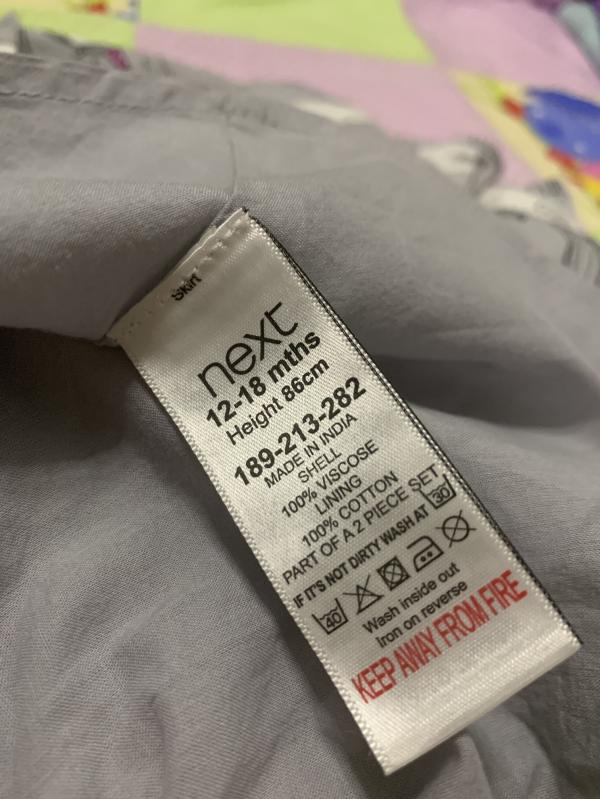 Skirt
next
12-18 mths
Height 86cm
189-213-282
MADE IN INDIA
SHELL
100% VISCOSE
LINING
100% COTTON
PART OF A 2 PIECE SET
IF IT'S NOT DIRTY WASH AT 30
40
Wash inside out
Iron on reverse
KEEP AWAY FROM FIRE